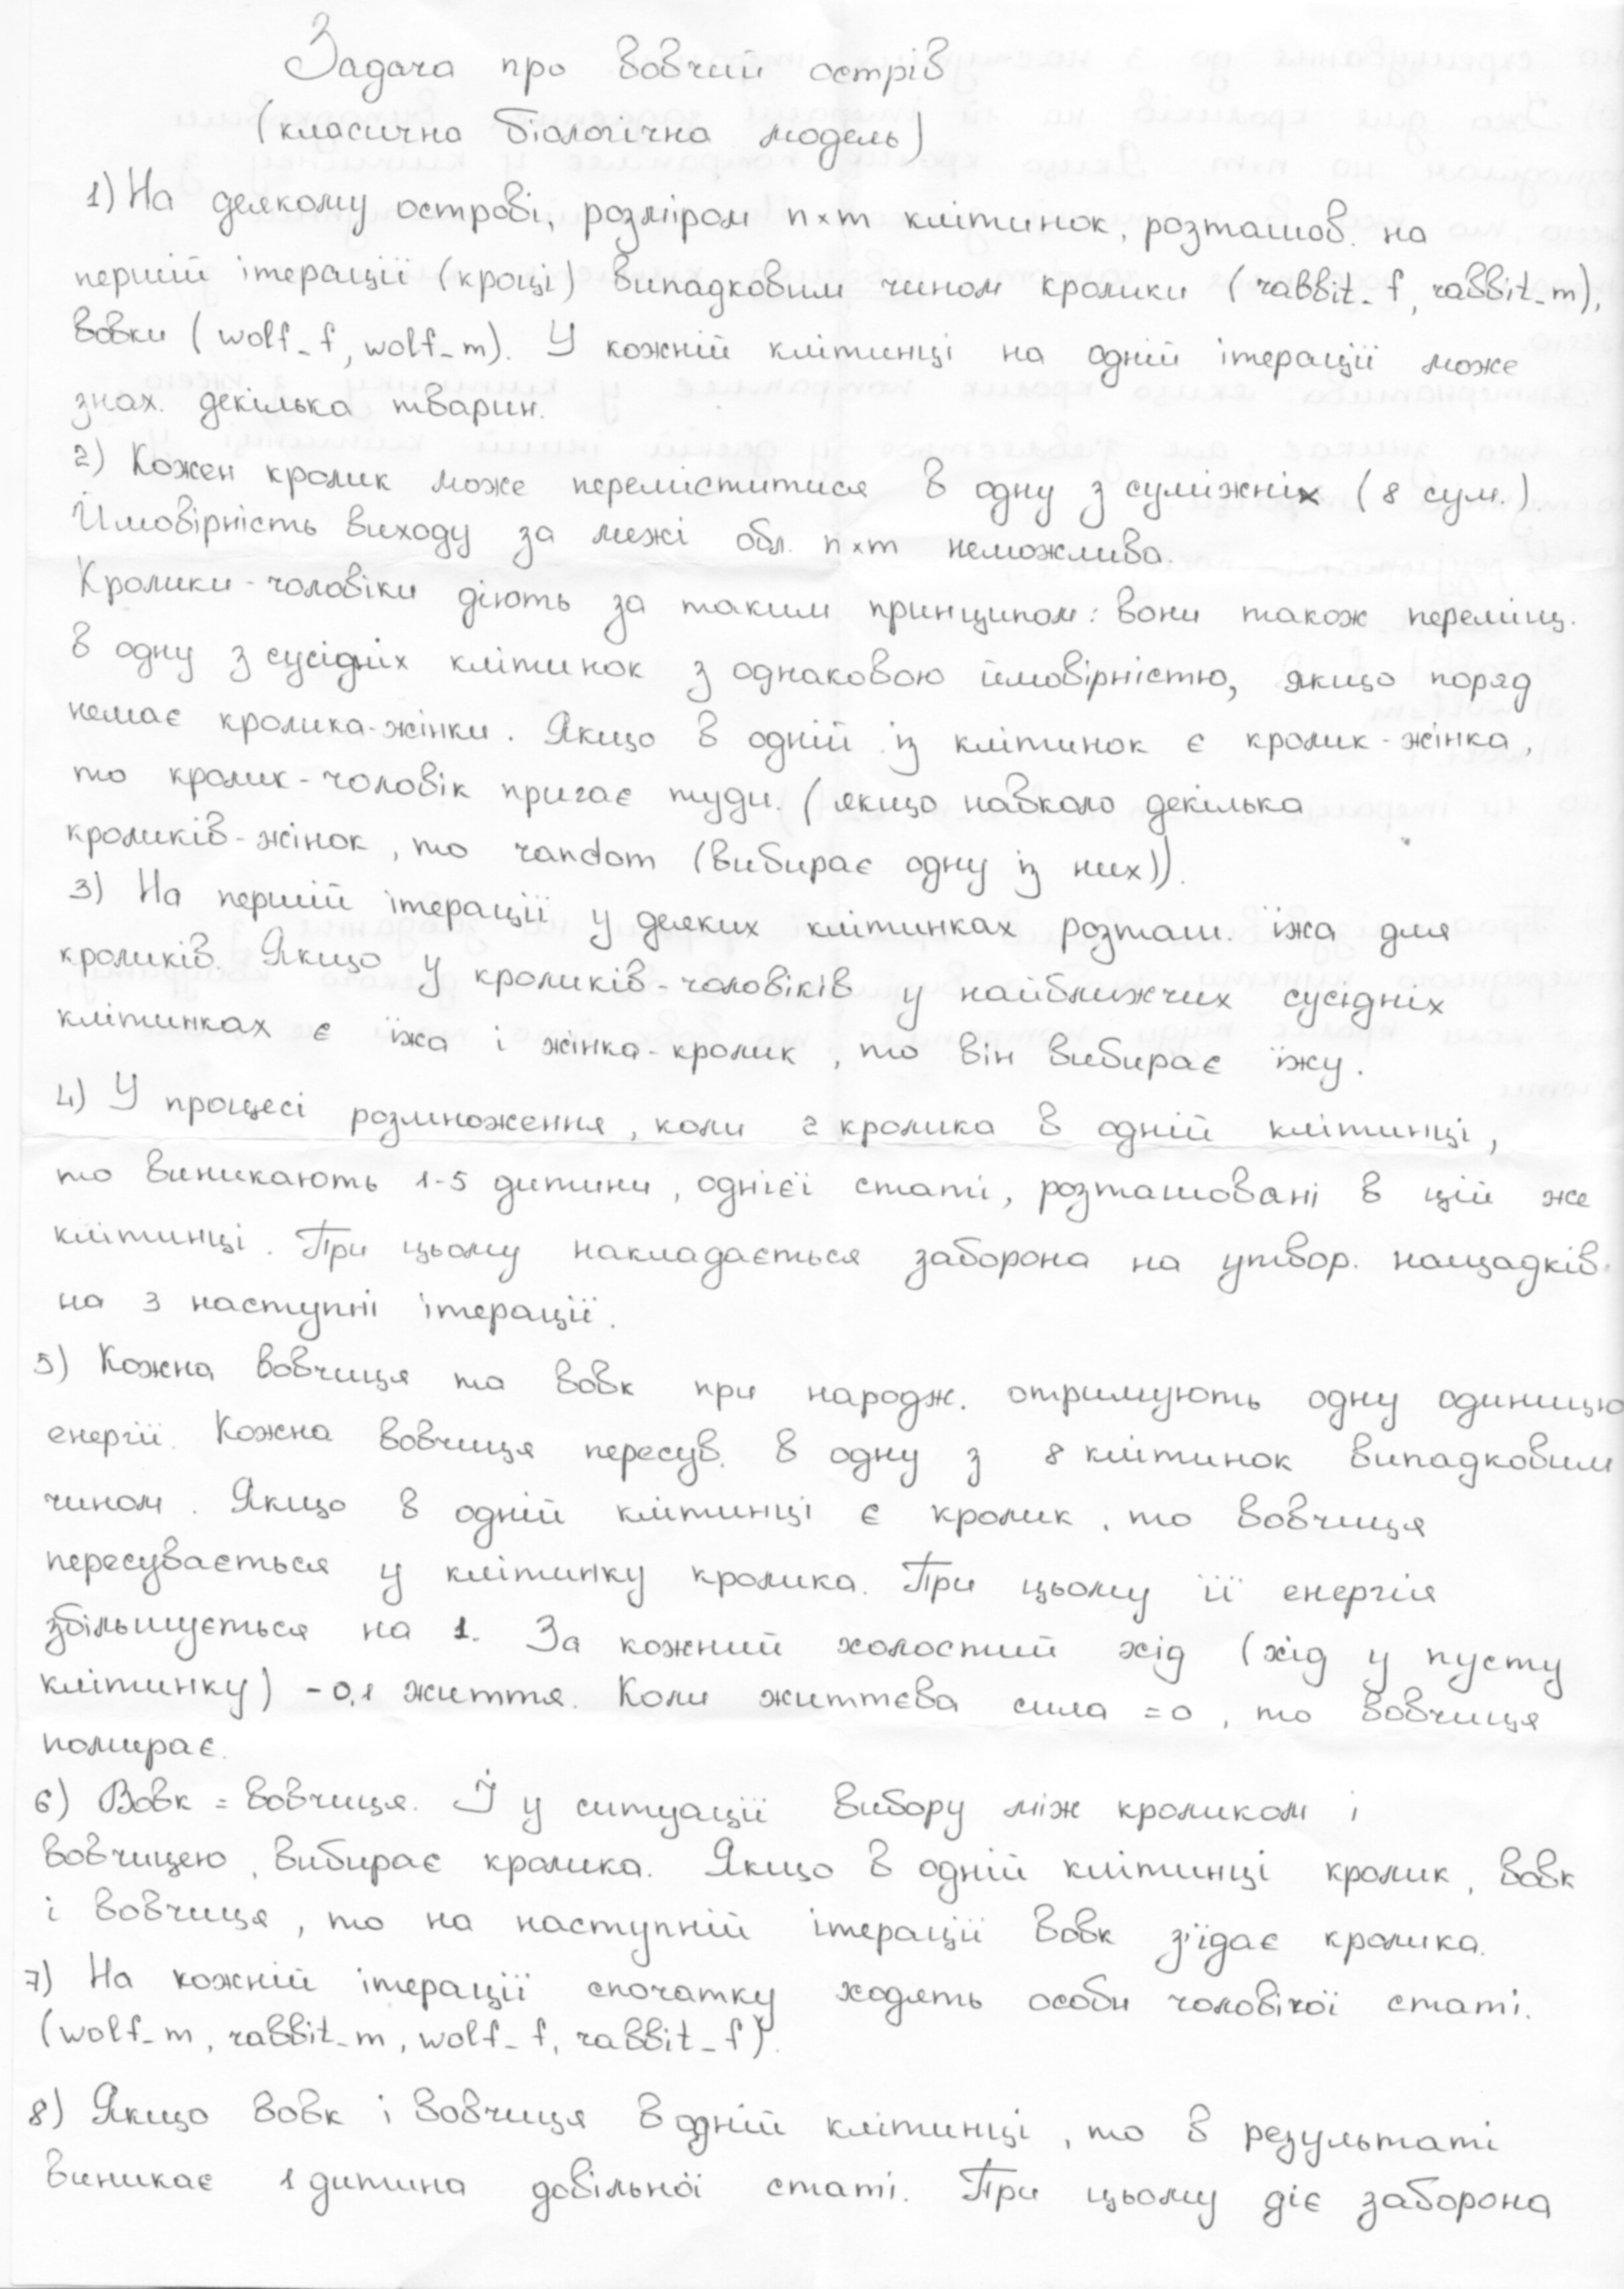 Задача про вовчий острів
(класична біологічна модель)
1) На деякому острові, розміром n×m клітинок, розташов. на
першій ітерації (кроці) випадковим чином кролики (rabbit_f, rabbit_m),
вовки (wolf_f, wolf_m). У кожній клітинці на одній ітерації може
знах. декілька тварин.
2) Кожен кролик може переміститися в одну з суміжніх (8 сум.).
Ймовірність виходу за межі обл. n×m неможлива.
Кролики-чоловіки діють за таким принципом: вони також переміщ.
в одну з сусідніх клітинок з однаковою ймовірністю, якщо поряд
немає кролика-жінки. Якщо в одній із клітинок є кролик-жінка,
то кролик-чоловік пригає туди. (якщо навколо декілька
кроликів-жінок, то random (вибирає одну із них)).
3) На першій ітерації у деяких клітинках розташ. їжа для
кроликів. Якщо у кроликів-чоловіків у найближчих сусідніх
клітинках є їжа і жінка-кролик, то він вибирає їжу.
4) У процесі розмноження, коли 2 кролика в одній клітинці,
то виникають 1-5 дитини, однієї статі, розташовані в цій же
клітинці. При цьому накладається заборона на утвор. нащадків
на 3 наступні ітерації.
5) Кожна вовчиця та вовк при народж. отримують одну одиницю
енергії. Кожна вовчиця пересув. в одну з 8 клітинок випадковим
чином. Якщо в одній клітинці є кролик, то вовчиця
пересувається у клітинку кролика. При цьому її енергія
збільшується на 1. За кожний холостий хід (хід у пусту
клітинку) -0,1 життя. Коли життєва сила =0, то вовчиця
помирає.
6) Вовк = вовчиця. Й у ситуації вибору між кроликом і
вовчицею, вибирає кролика. Якщо в одній клітинці кролик, вовк
і вовчиця, то на наступній ітерації вовк з'їдає кролика.
7) На кожній ітерації спочатку ходять особи чоловічої статі.
(wolf_m, rabbit_m, wolf_f, rabbit_f).
8) Якщо вовк і вовчиця в одній клітинці, то в результаті
виникає 1 дитина довільної статі. При цьому діє заборона